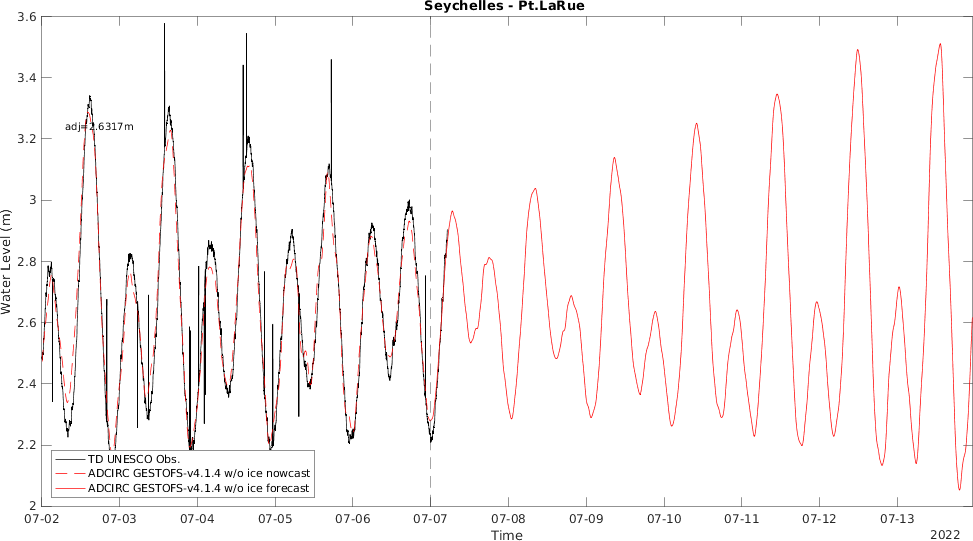 Seychelles - Pt.LaRue
3.6
3.4
3.2
3
2.8
2.6
2.4
2.2
2
Water Level (m)
adj=2.6317m
TD UNESCO Obs.
ADCIRC GESTOFS-v4.1.4 w/o ice nowcast
ADCIRC GESTOFS-v4.1.4 w/o ice forecast
07-02 07-03 07-04 07-05 07-06 07-07 07-08 07-09 07-10 07-11 07-12 07-13
Time
2022